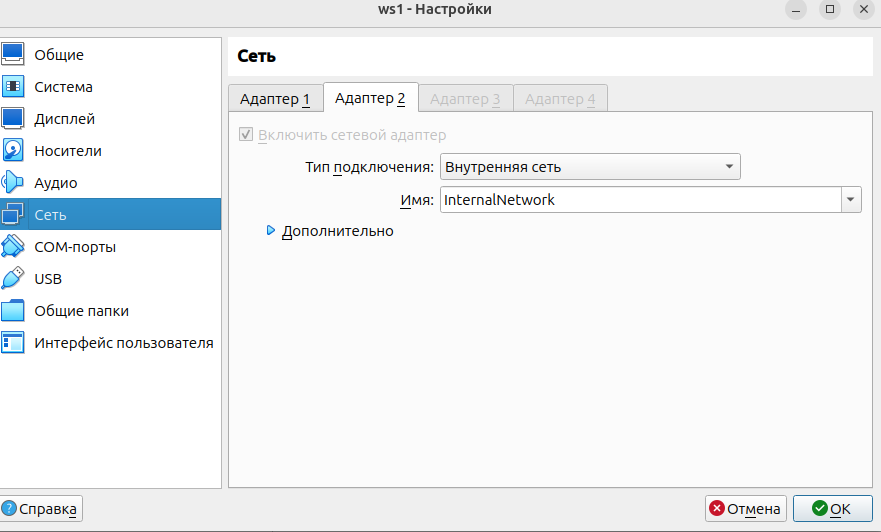 ws1 - Настройки
Общие
Система
Дисплей
Носители
Аудио
Сеть
COM-порты
USB
Общие папки
Интерфейс пользователя
Сеть
Адаптер 1
Адаптер 2
Адаптер 3
Адаптер 4
Включить сетевой адаптер
Тип подключения: Внутренняя сеть
Имя: InternalNetwork
Дополнительно
Справка
Отмена
OK